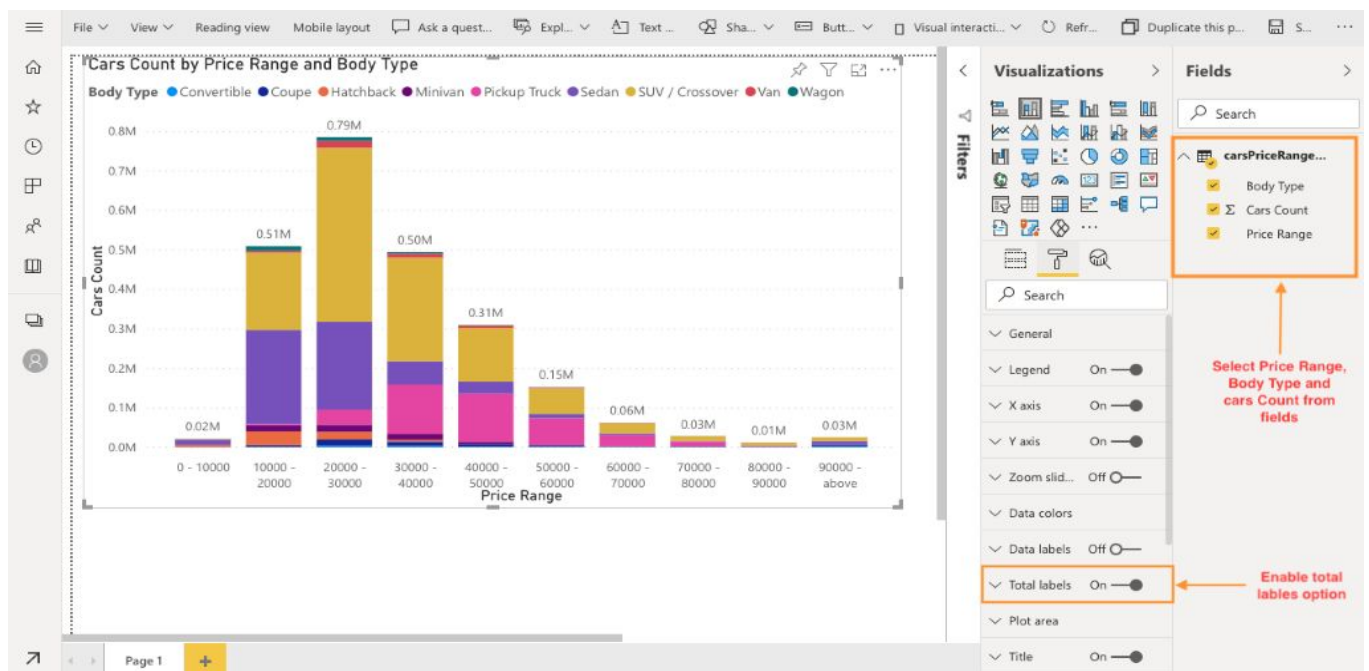 File View Reading view Mobile layout Ask a quest... Expl... Text ... Sha... Butt... Visual interacti... Refr... Duplicate this p... S... ...
Cars Count by Price Range and Body Type
Body Type Convertible Coupe Hatchback Minivan Pickup Truck Sedan SUV / Crossover Van Wagon
Cars Count
0.8M
0.7M
0.6M
0.5M
0.4M
0.3M
0.2M
0.1M
0.0M
0.02M
0.51M
0.79M
0.50M
0.31M
0.15M
0.06M
0.03M
0.01M
0.03M
0 - 10000
10000 -
20000
20000 -
30000
30000 -
40000
40000 -
50000
50000 -
60000
60000 -
70000
70000 -
80000
80000 -
90000
90000 -
above
Price Range
Page 1
Filters
Visualizations
Search
General
Legend On
X axis On
Y axis On
Zoom slid... Off
Data colors
Data labels Off
Total labels On
Plot area
Title On
Fields
Search
carsPriceRange...
Body Type
Σ Cars Count
Price Range
Select Price Range,
Body Type and
cars Count from
fields
Enable total
lables option